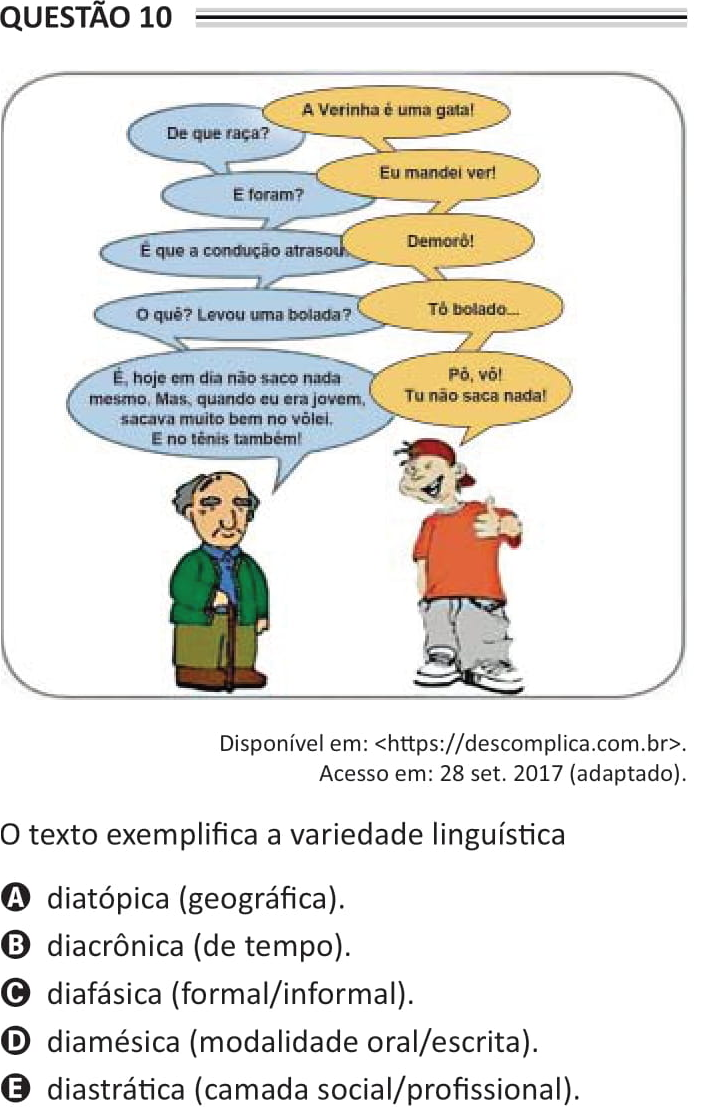 QUESTÃO 10
A Verinha é uma gata!
De que raça?
Eu mandei ver!
E foram?
Demorô!
É que a condução atrasou.
Tô bolado...
O quê? Levou uma bolada?
Pô, vô!
Tu não saca nada!
É, hoje em dia não saco nada
mesmo. Mas, quando eu era jovem,
sacava muito bem no vôlei.
E no tênis também!
Disponível em: <https://descomplica.com.br>.
Acesso em: 28 set. 2017 (adaptado).
O texto exemplifica a variedade linguística
A diatópica (geográfica).
B diacrônica (de tempo).
C diafásica (formal/informal).
D diamésica (modalidade oral/escrita).
E diastrática (camada social/profissional).